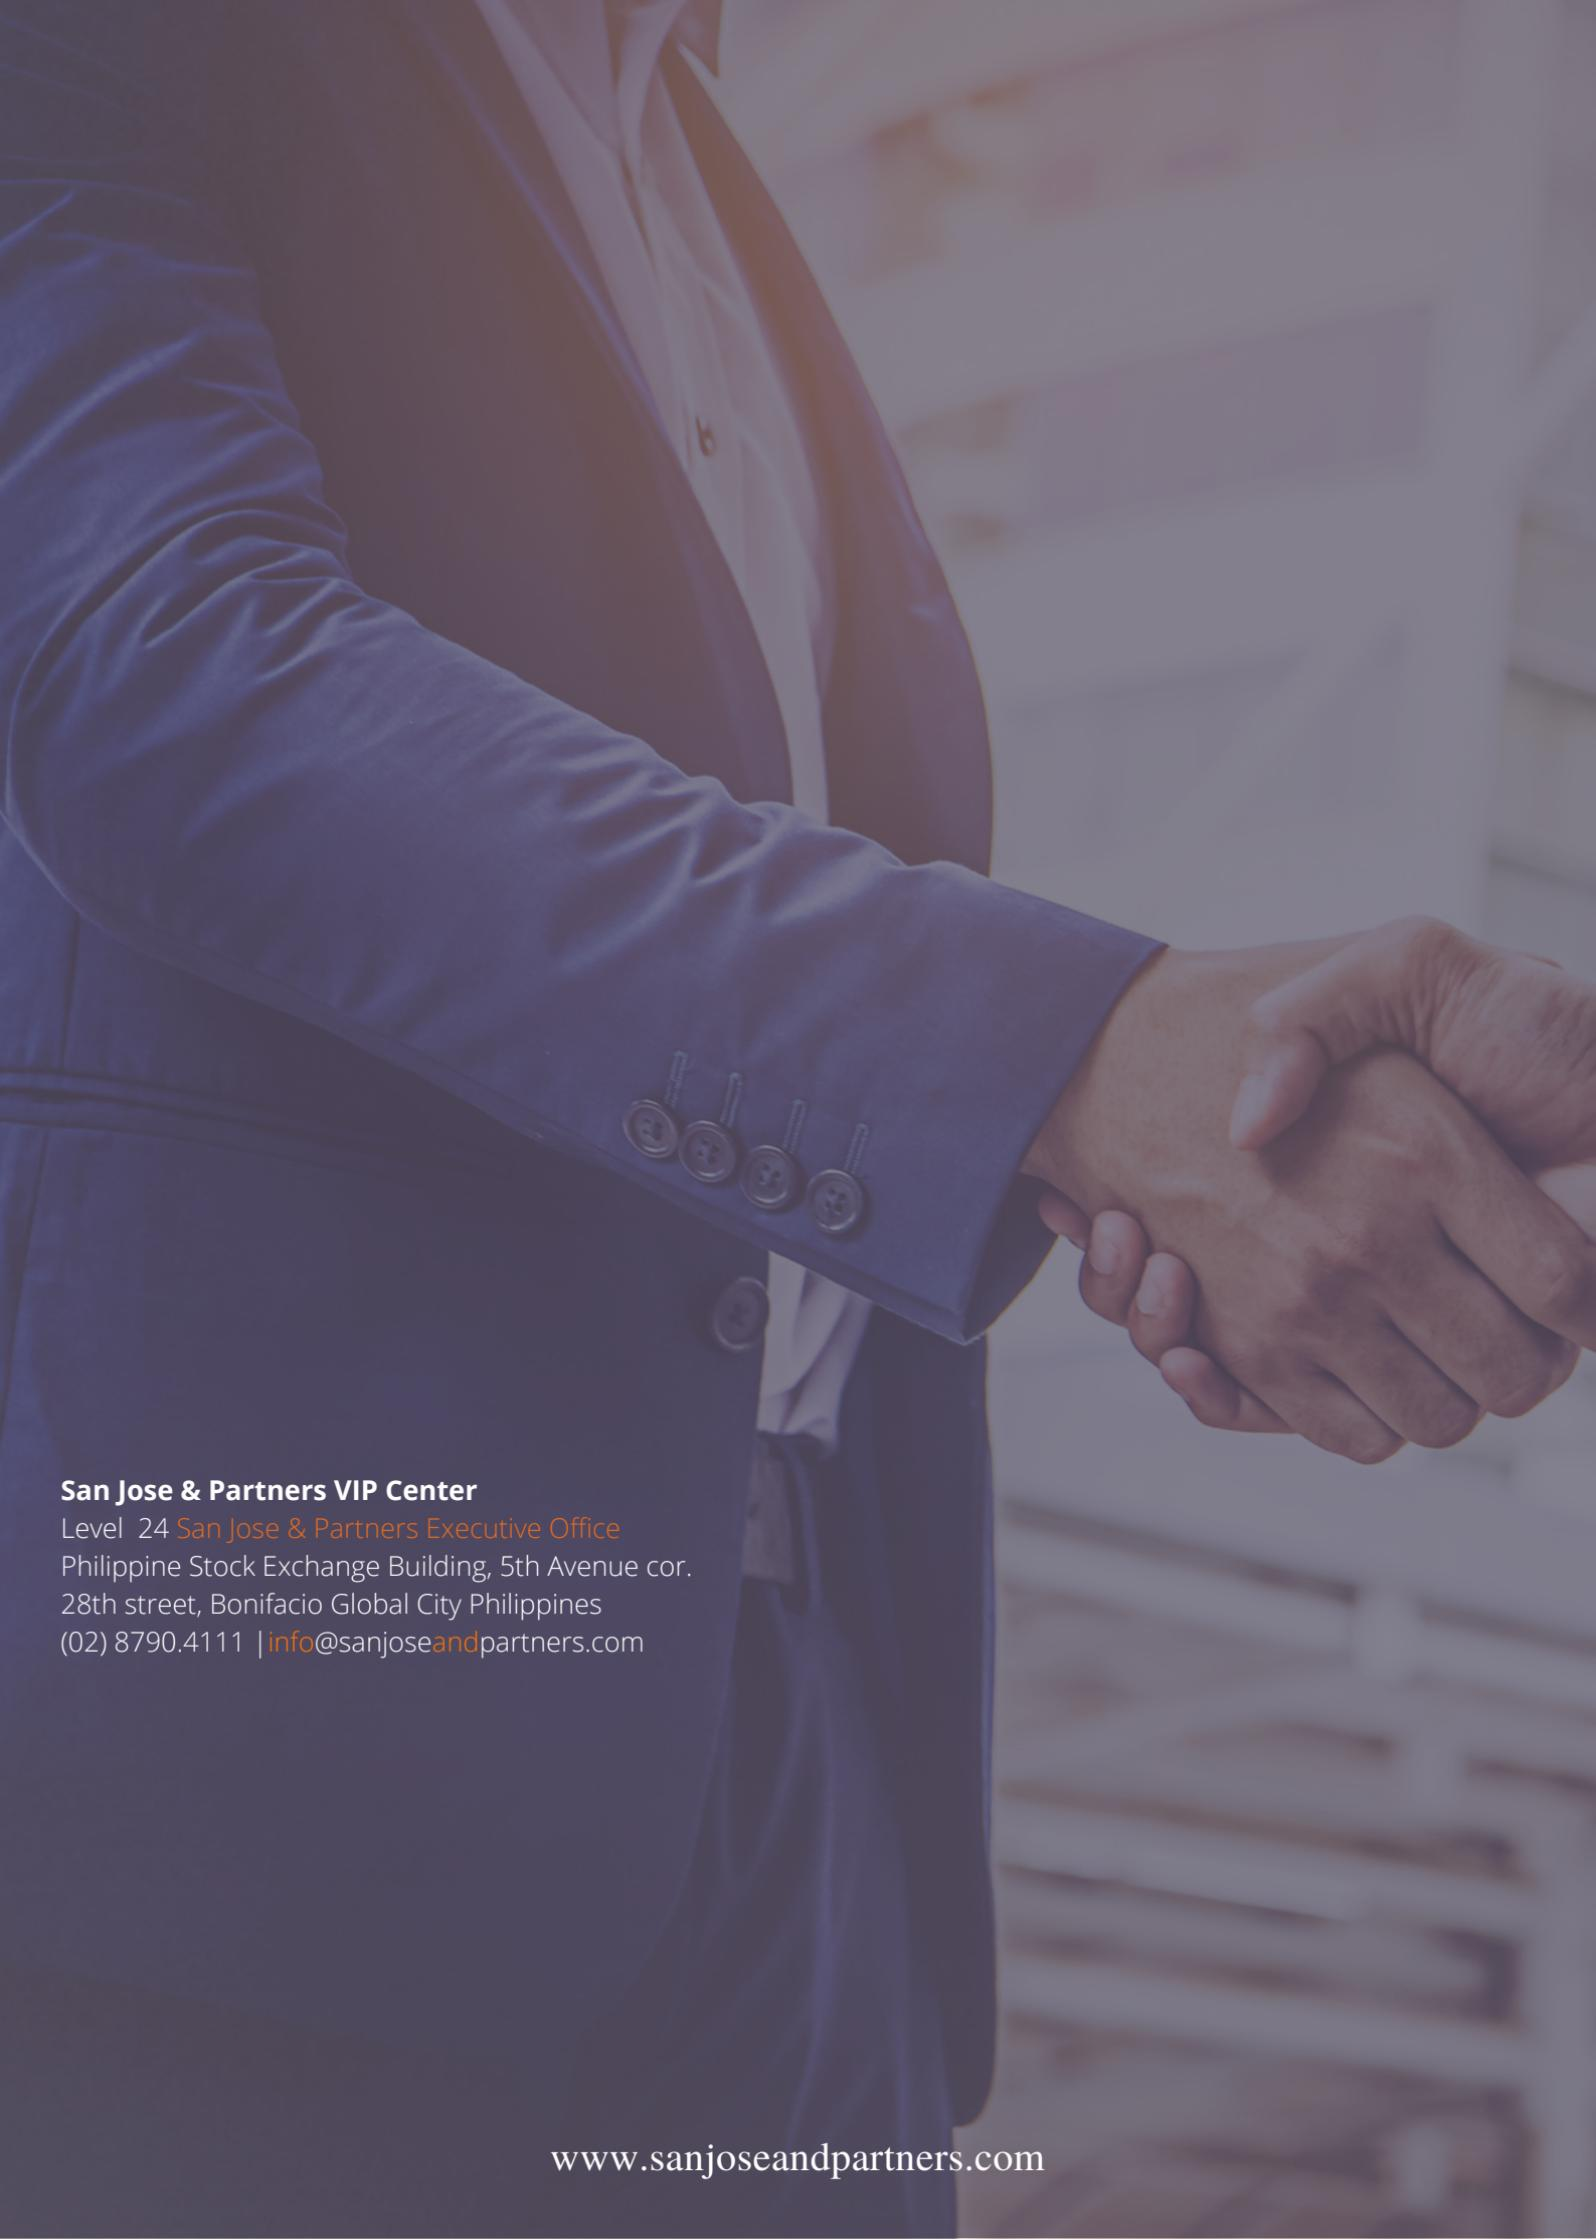 San Jose & Partners VIP Center
Level  24 San Jose & Partners Executive Office
Philippine Stock Exchange Building, 5th Avenue cor.
28th street, Bonifacio Global City Philippines
(02) 8790.4111 |info@sanjoseandpartners.com
www.sanjoseandpartners.com